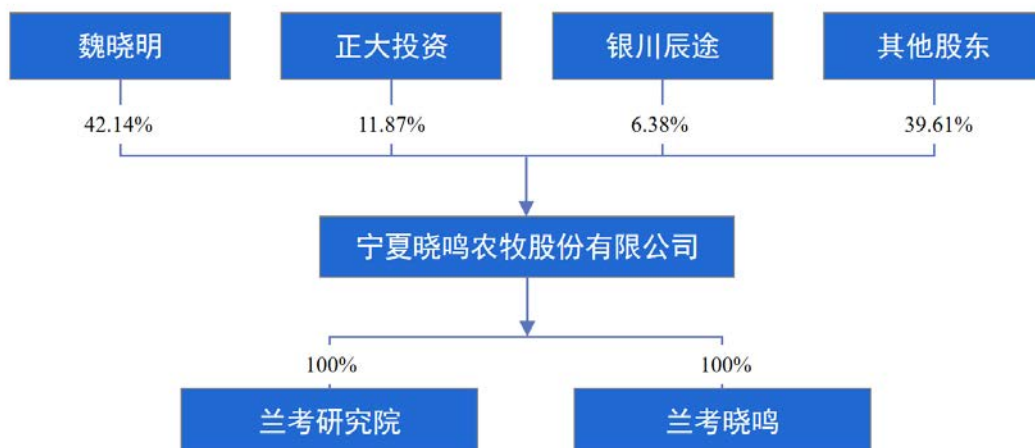 魏晓明
正大投资
银川辰途
其他股东
42.14%
11.87%
6.38%
39.61%
宁夏晓鸣农牧股份有限公司
100%
100%
兰考研究院
兰考晓鸣